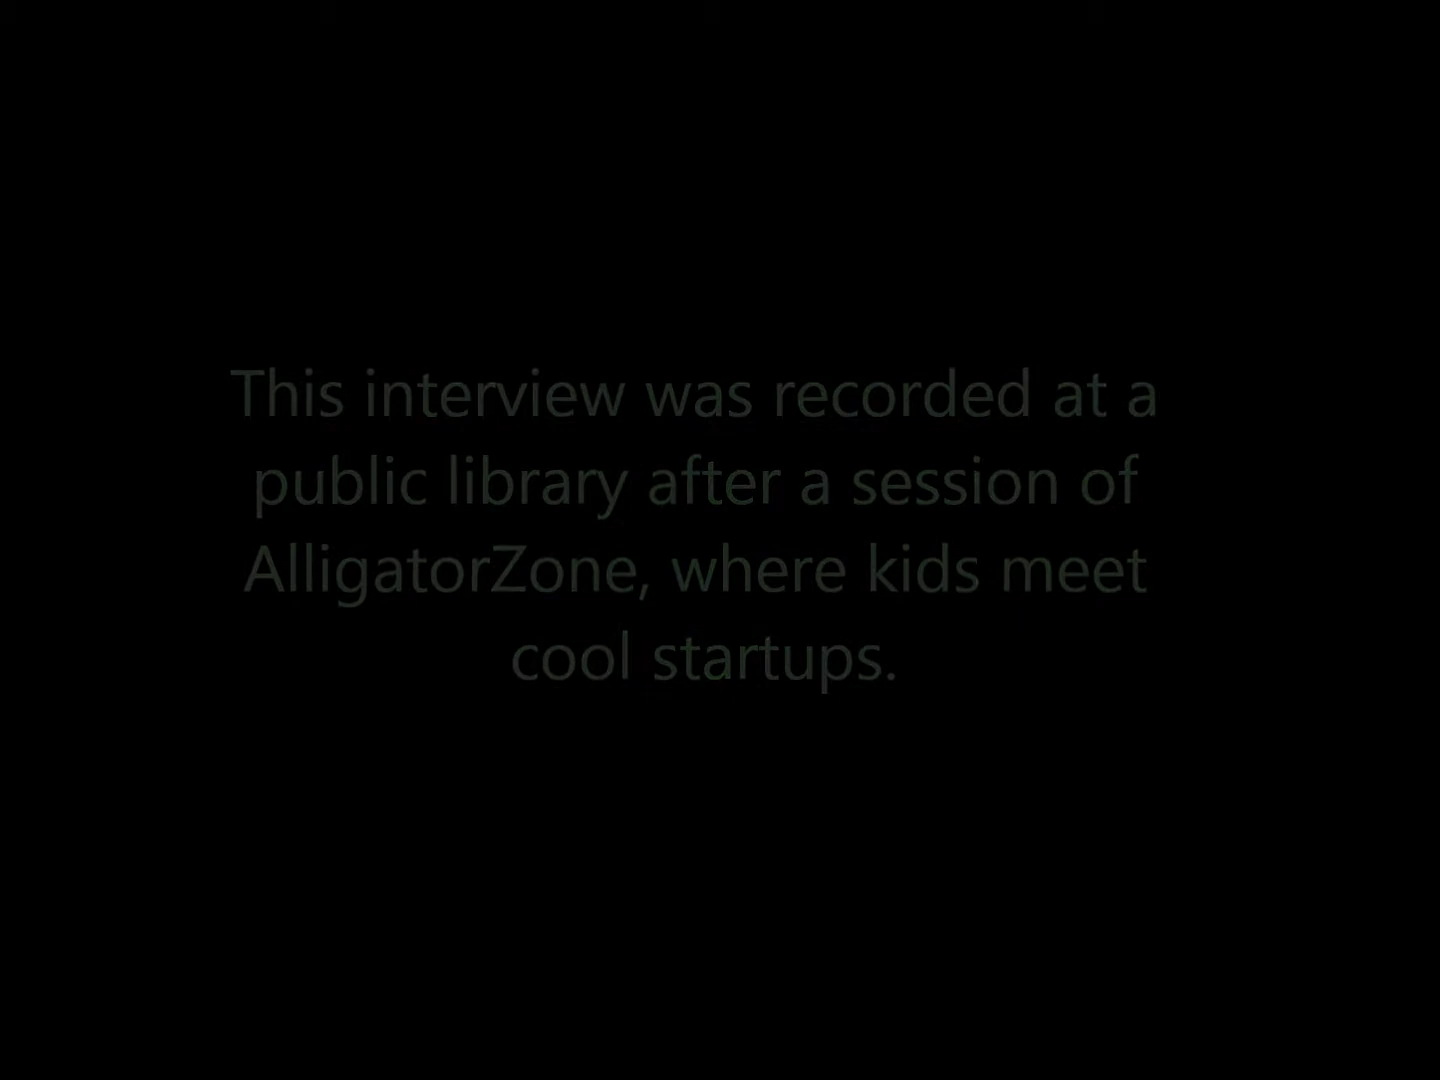 This interview was recorded at a
public library after a session of
AlligatorZone, where kids meet
cool startups.